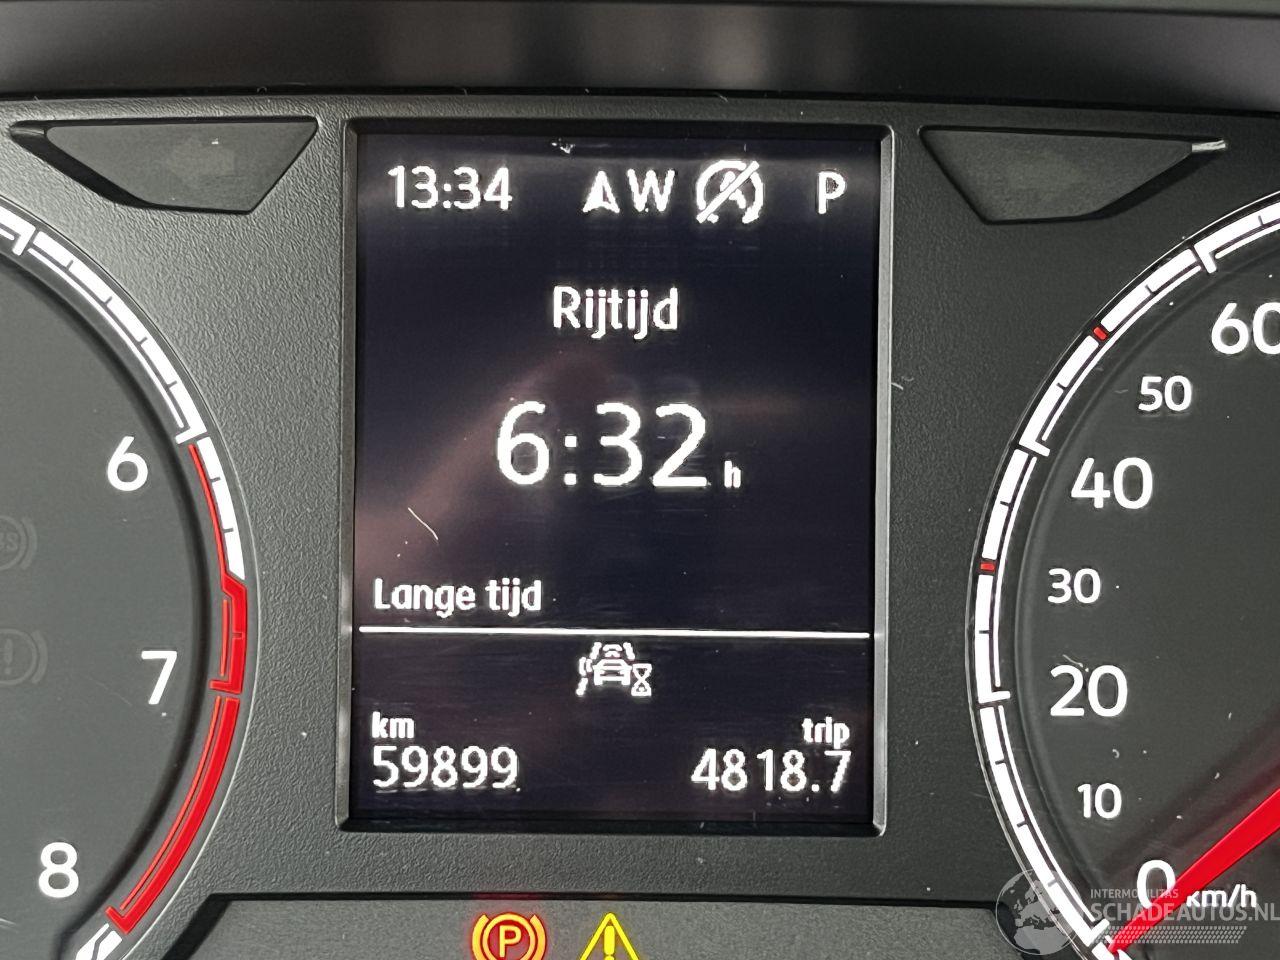 13:34 W P
Rijtijd
6:32 h
Lange tijd
km
59899
trip
4818.7
6
7
8
60
50
40
30
20
10
0 km/h
P
INTERMOBILITAS
SCHADEAUTOS.NL